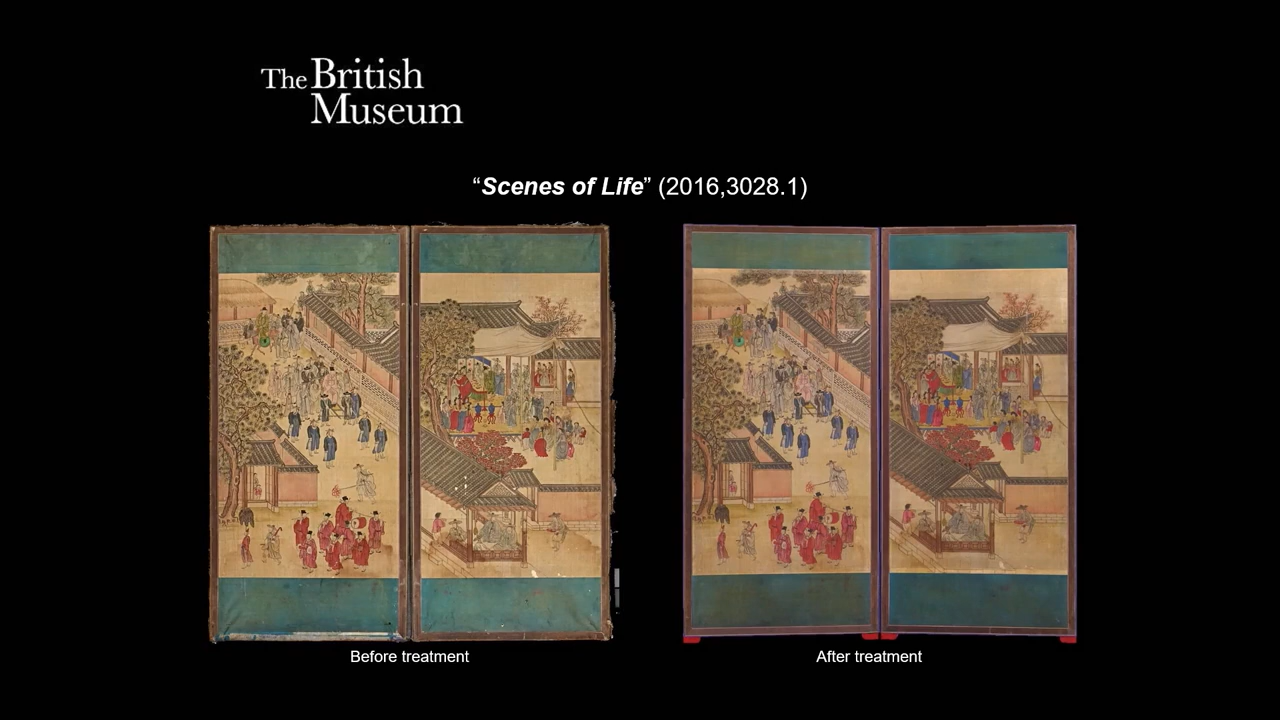 The British
Museum
“Scenes of Life” (2016,3028.1)
Before treatment
After treatment